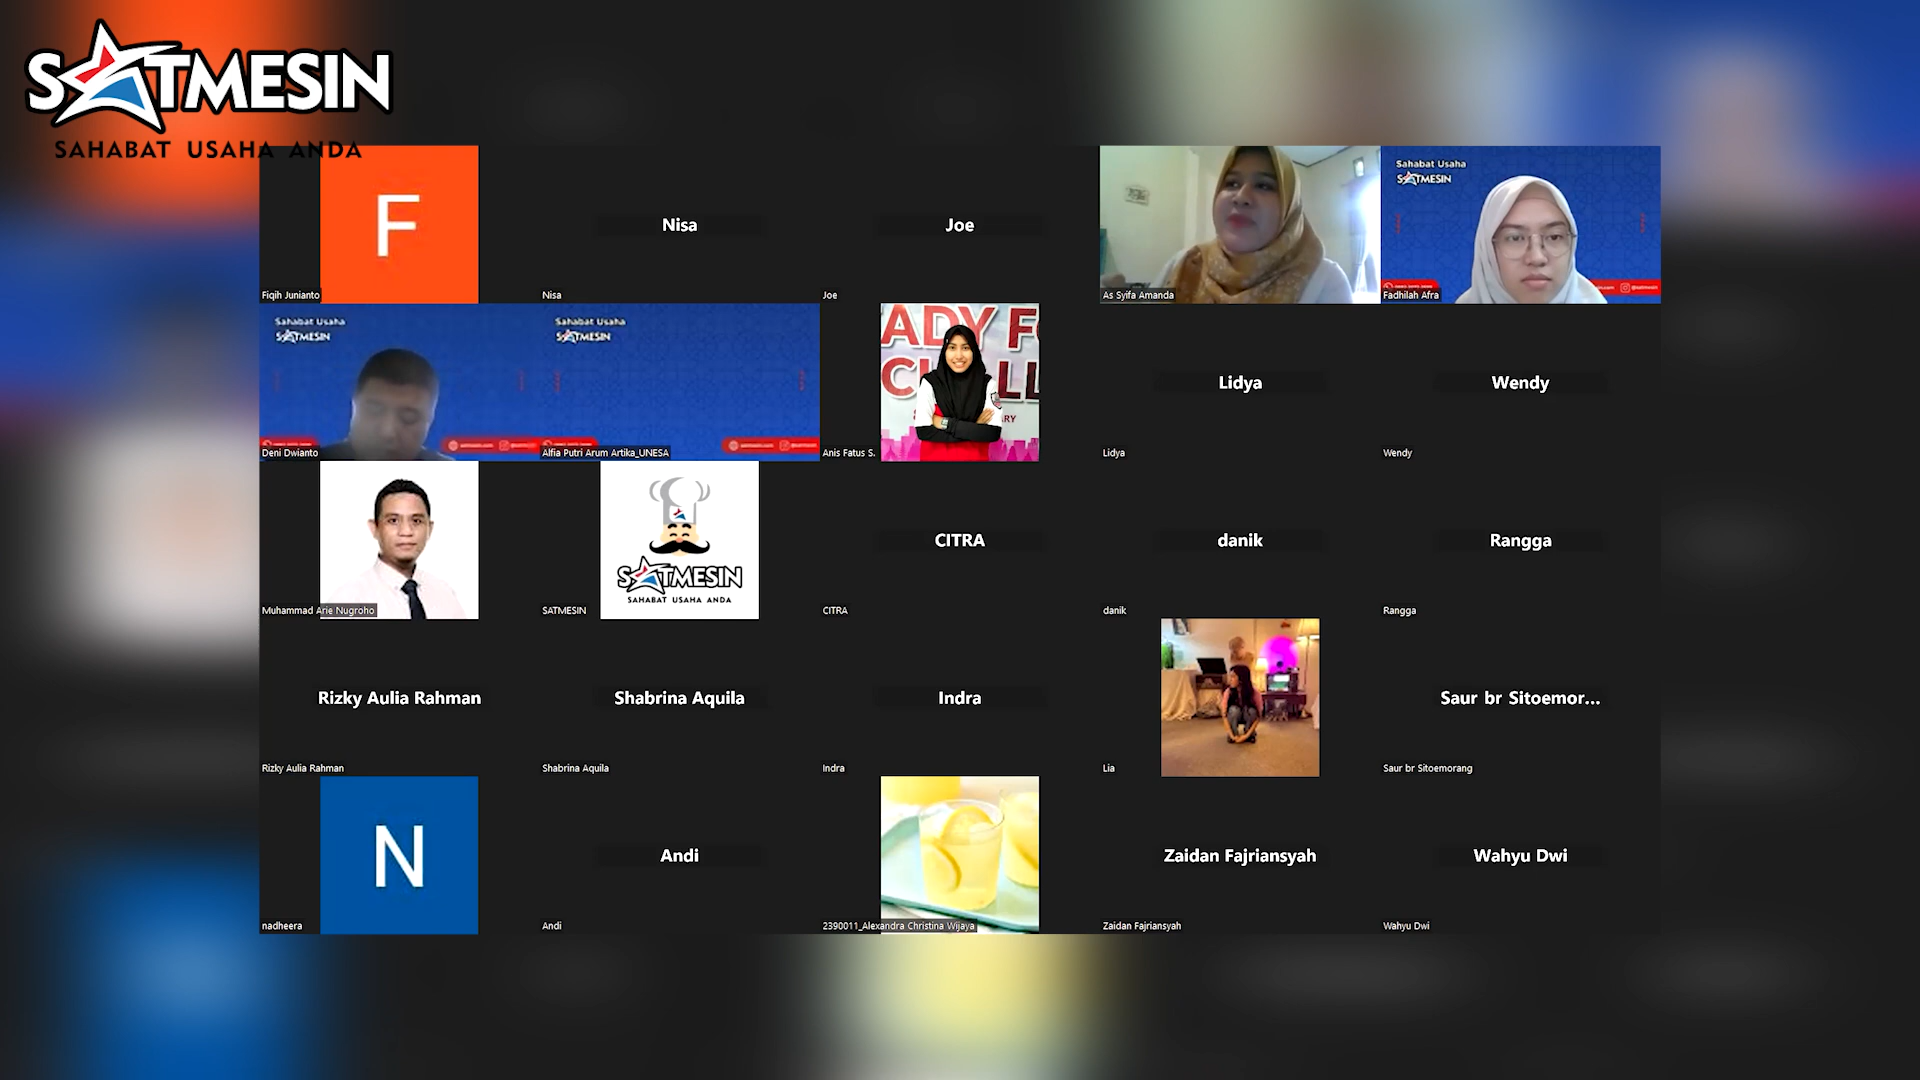 SATMESIN
SAHABAT USAHA ANDA
F
Fiqih Junianto
Nisa
Nisa
Joe
Joe
As Syifa Amanda
Sahabat Usaha
SATMESIN
Fadhilah Afra
Sahabat Usaha
SATMESIN
Deni Dwianto
Sahabat Usaha
SATMESIN
Alfia Putri Arum Artika_UNESA
ADY F
Anis Fatus S.
Lidya
Lidya
Wendy
Wendy
Muhammad Arie Nugroho
SATMESIN
SAHABAT USAHA ANDA
SATMESIN
CITRA
CITRA
danik
danik
Rangga
Rangga
Rizky Aulia Rahman
Rizky Aulia Rahman
Shabrina Aquila
Shabrina Aquila
Indra
Indra
Lia
Saur br Sitoemor...
Saur br Sitoemorang
N
nadheera
Andi
Andi
2390011_Alexandra Christina Wijaya
Zaidan Fajriansyah
Zaidan Fajriansyah
Wahyu Dwi
Wahyu Dwi